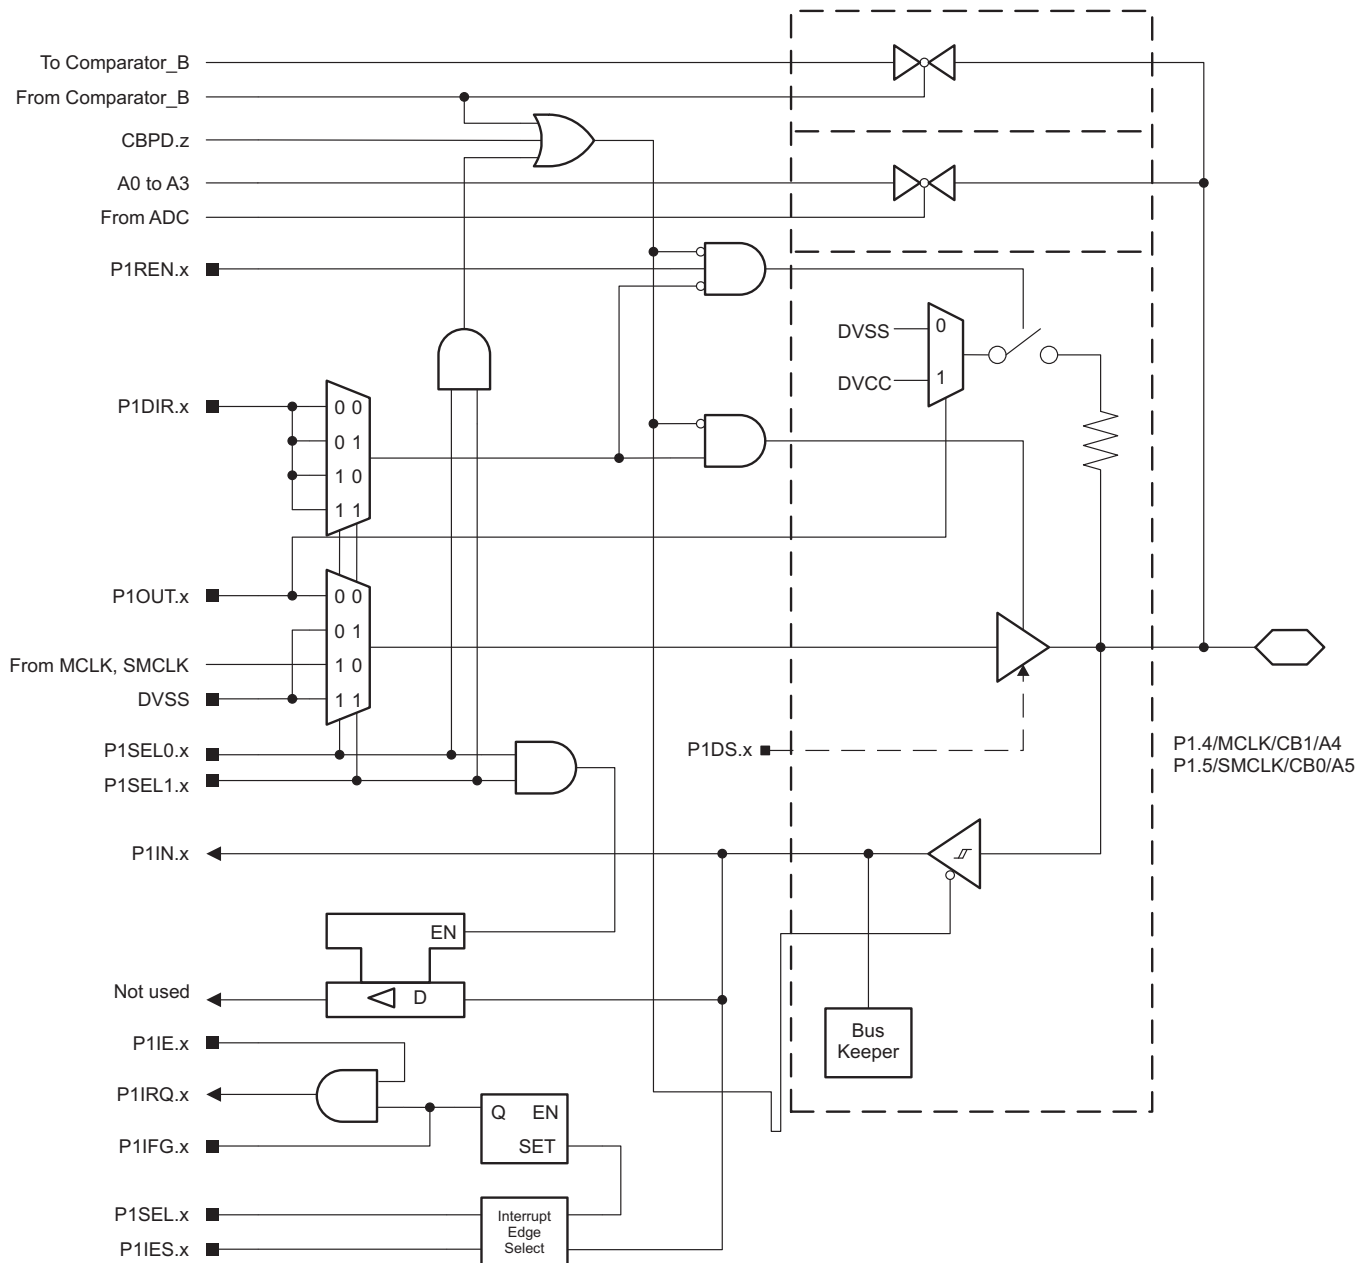 To Comparator_B
From Comparator_B
CBPD.z
A0 to A3
From ADC
P1REN.x
DVSS
0
DVCC
1
P1DIR.x
0 0
0 1
1 0
1 1
P1OUT.x
0 0
0 1
From MCLK, SMCLK
1 0
DVSS
1 1
P1SEL0.x
P1SEL1.x
P1DS.x
P1.4/MCLK/CB1/A4
P1.5/SMCLK/CB0/A5
P1IN.x
EN
Not used
D
Bus
Keeper
P1IE.x
P1IRQ.x
Q EN
SET
P1IFG.x
P1SEL.x
P1IES.x
Interrupt
Edge
Select